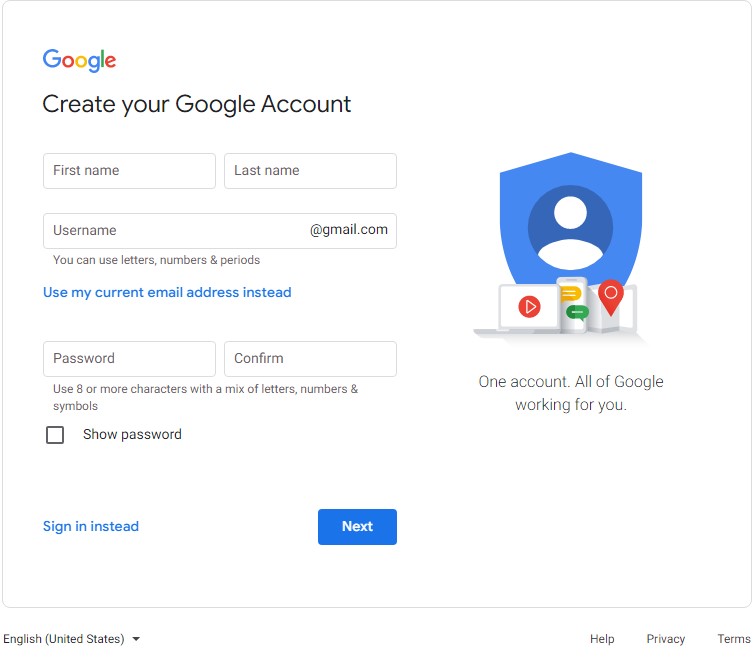 Google
Create your Google Account
First name
Last name
Username @gmail.com
You can use letters, numbers & periods
Use my current email address instead
Password
Confirm
Use 8 or more characters with a mix of letters, numbers &
symbols
Show password
One account. All of Google
working for you.
Sign in instead
Next
English (United States)
Help
Privacy
Terms